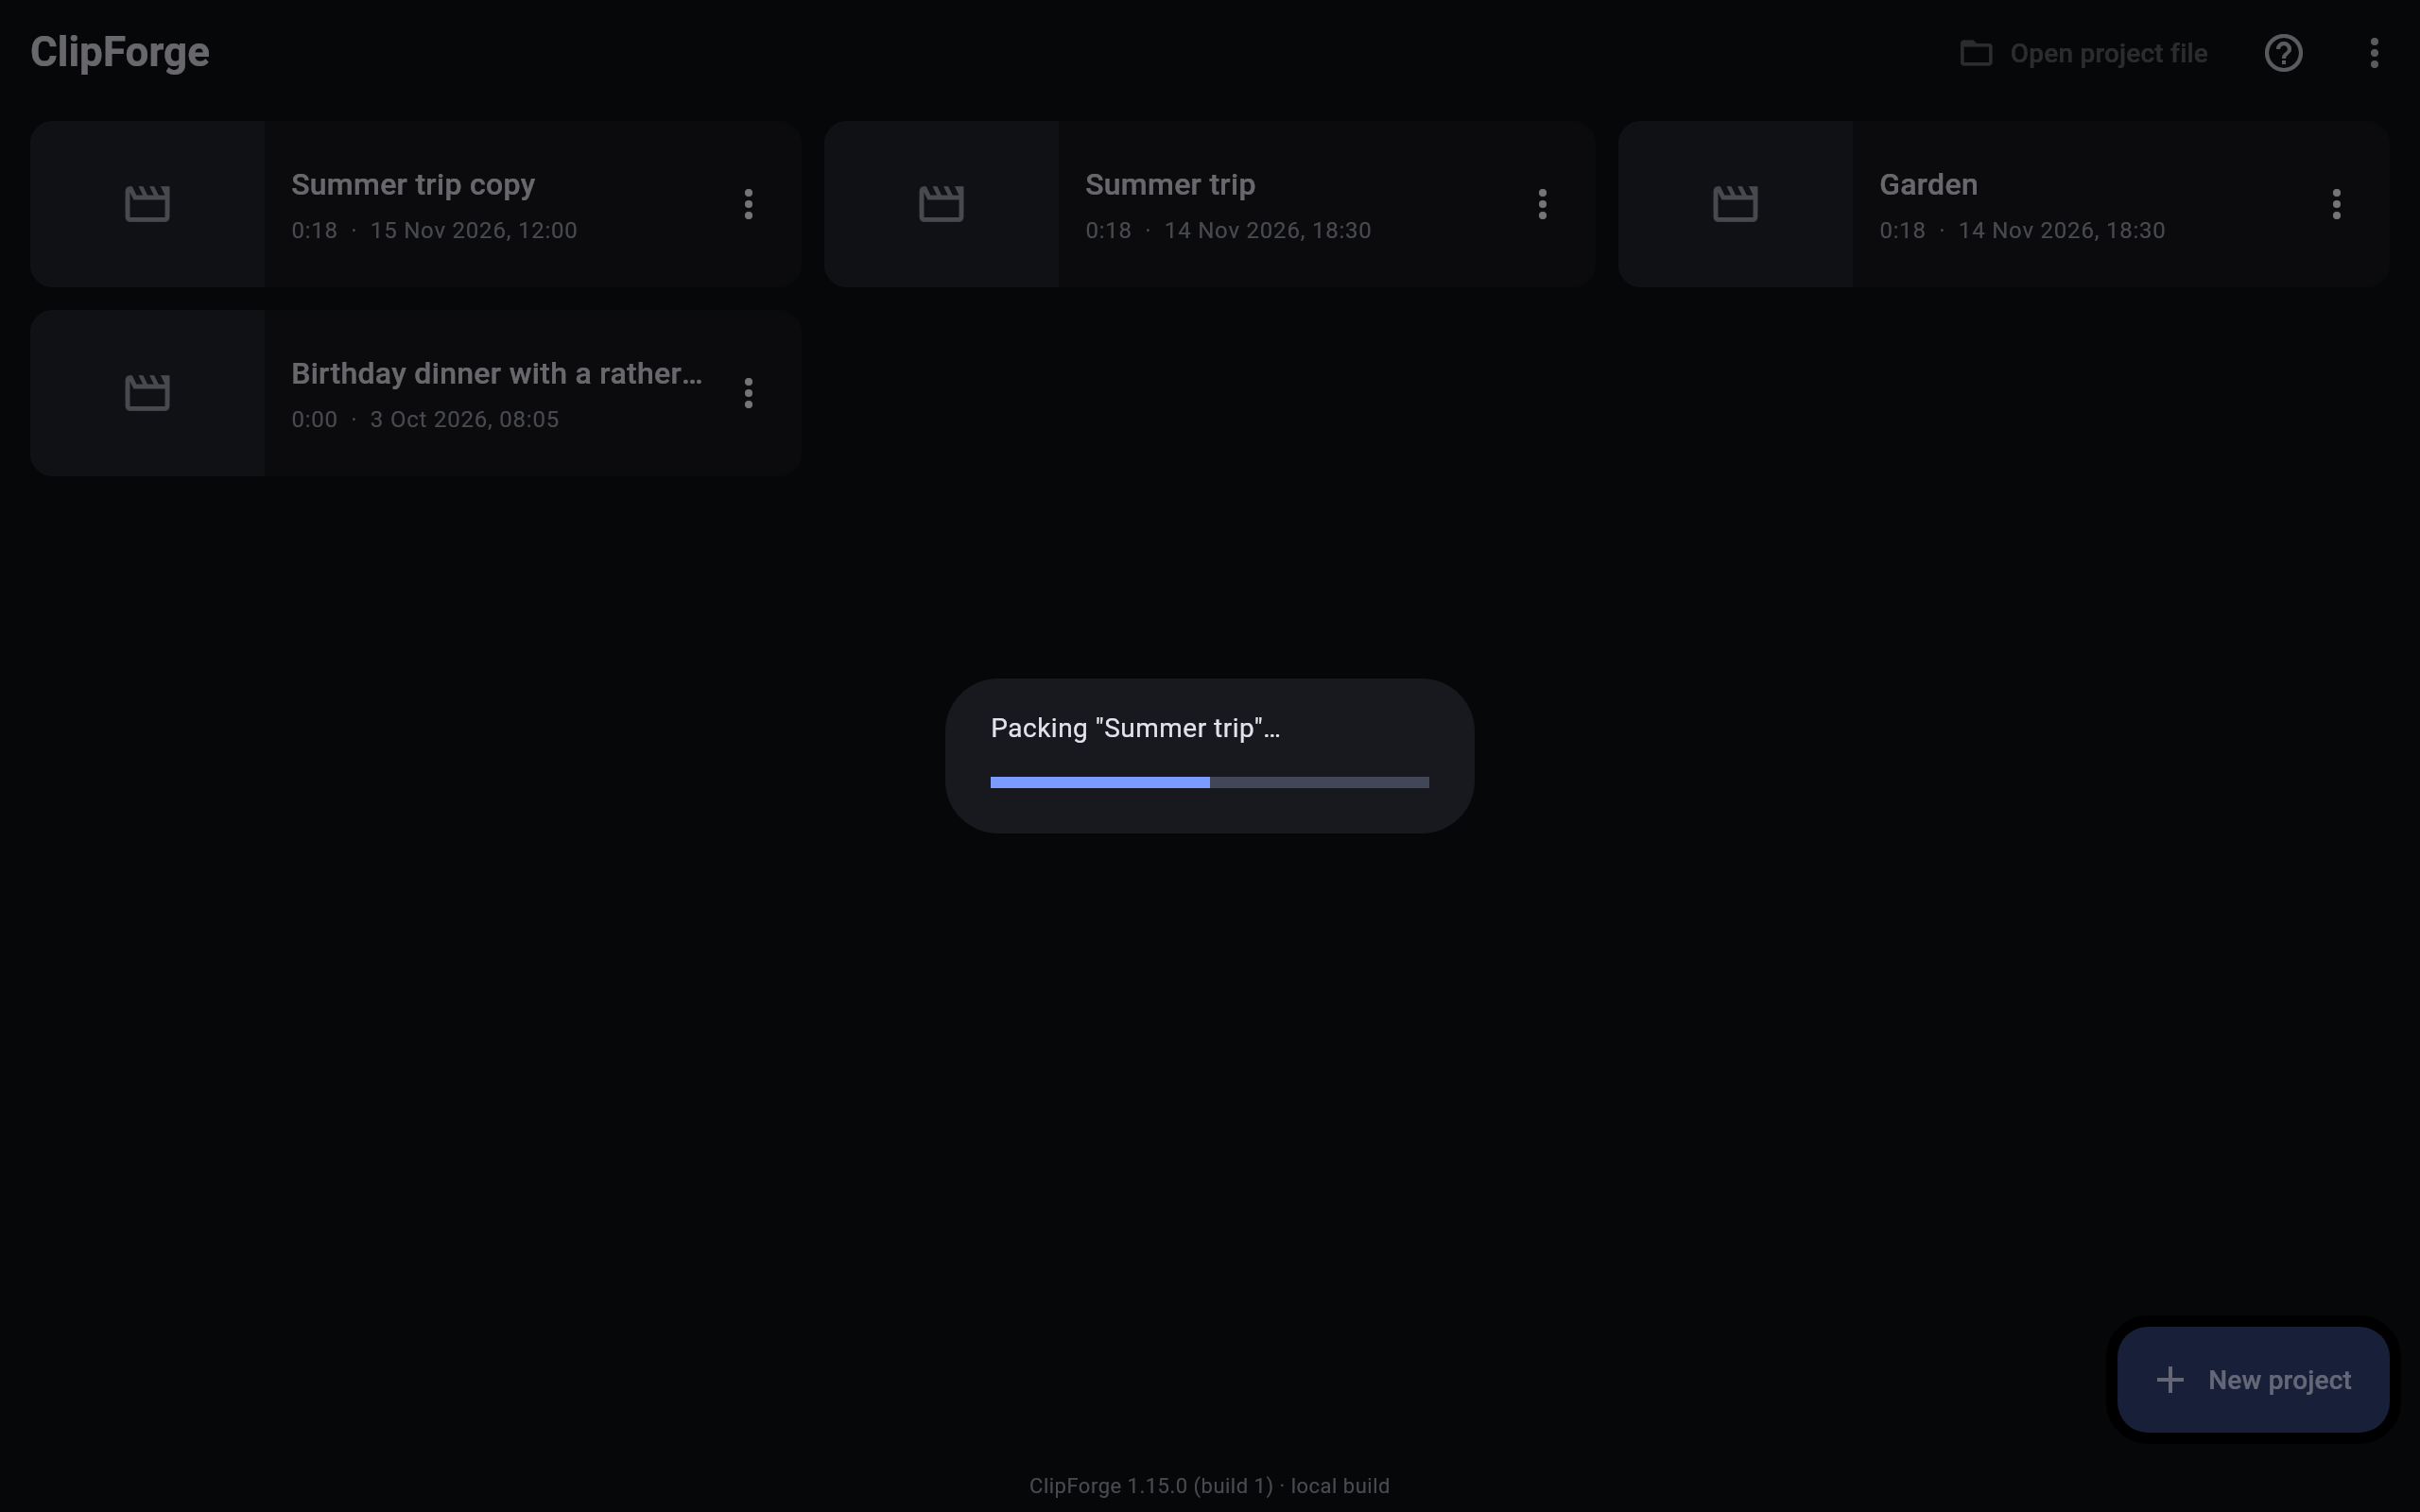 ClipForge
Open project file
Summer trip copy
0:18 · 15 Nov 2026, 12:00
Summer trip
0:18 · 14 Nov 2026, 18:30
Garden
0:18 · 14 Nov 2026, 18:30
Birthday dinner with a rather…
0:00 · 3 Oct 2026, 08:05
Packing "Summer trip"…
New project
ClipForge 1.15.0 (build 1) · local build